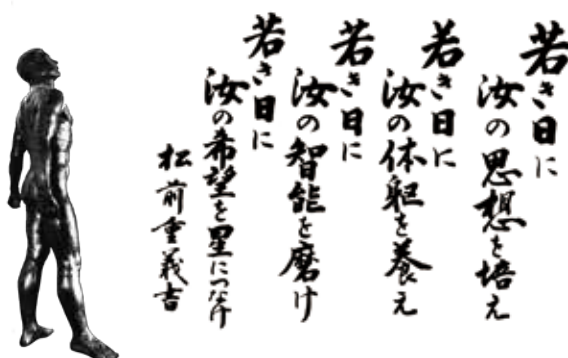 若き日に
汝の思想を培え
若き日に
汝の体躯を養え
若き日に
汝の智能を磨け
若き日に
汝の希望を星につなげ
松前重義書